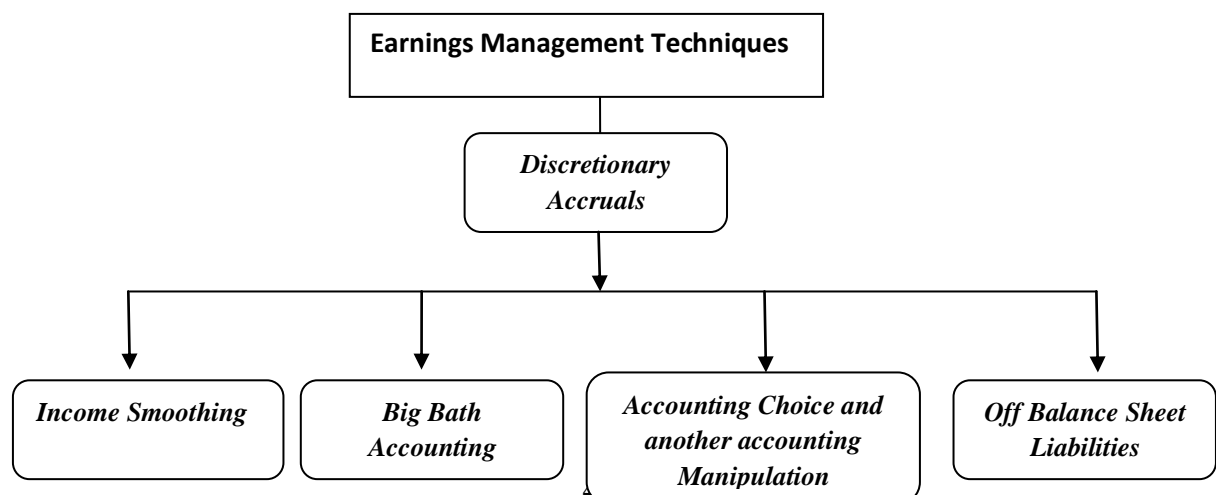 Earnings Management Techniques
Discretionary
Accruals
Income Smoothing
Big Bath
Accounting
Accounting Choice and
another accounting
Manipulation
Off Balance Sheet
Liabilities